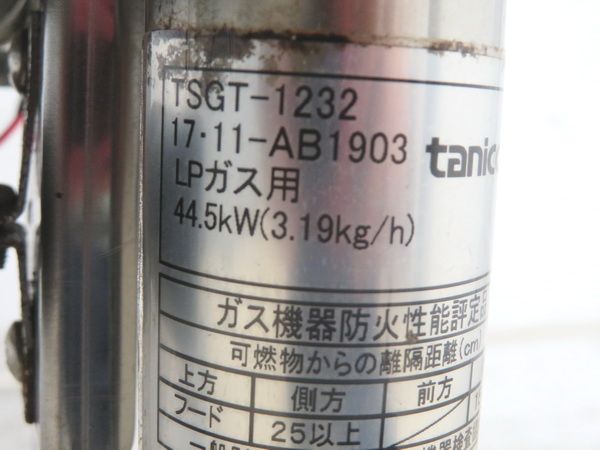 TSGT-1232
17・11-AB1903
LPガス用
44.5kW(3.19kg/h)
tanico
ガス機器防火性能評定品
可燃物からの離隔距離(cm)
上方 側方 前方
フード 25以上